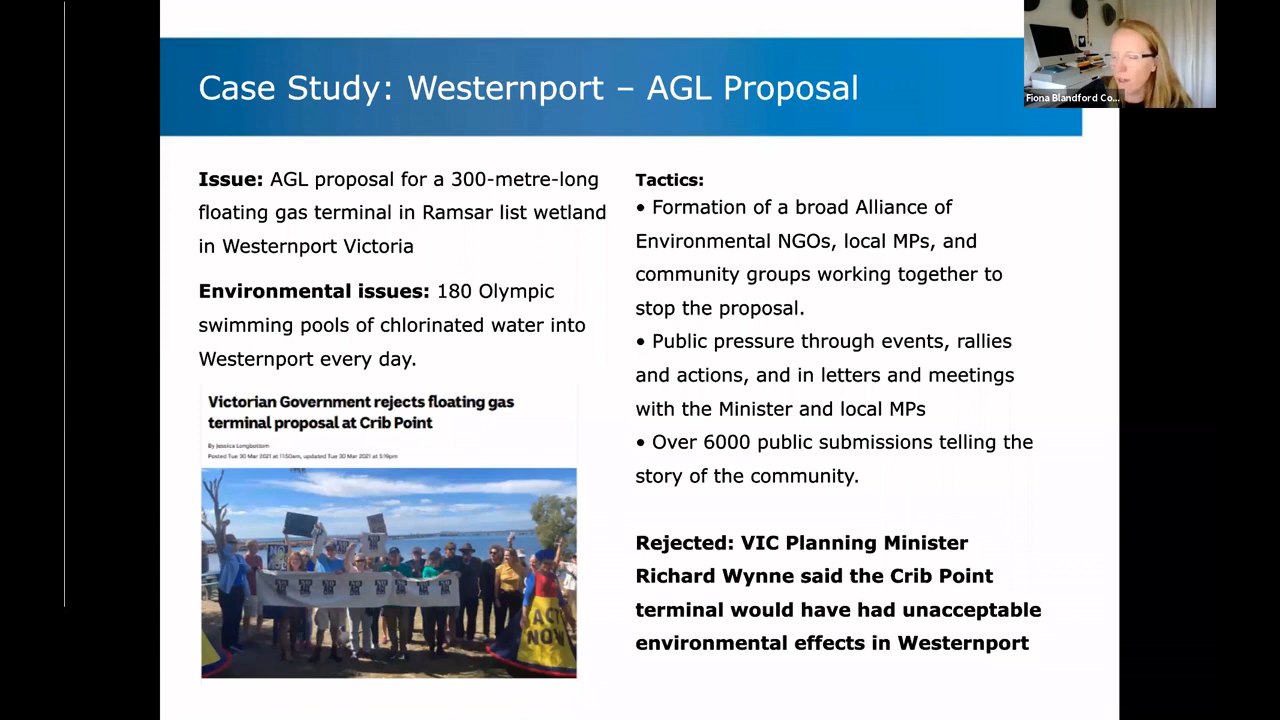 Case Study: Westernport – AGL Proposal
Fiona Blandford Co...
Issue: AGL proposal for a 300-metre-long
floating gas terminal in Ramsar list wetland
in Westernport Victoria
Environmental issues: 180 Olympic
swimming pools of chlorinated water into
Westernport every day.
Victorian Government rejects floating gas
terminal proposal at Crib Point
By Jessica Longbottom
Posted Tue 30 Mar 2021 at 11:50am, updated Tue 30 Mar 2021 at 5:19pm
NO AGL
ACT
NOW
Tactics:
• Formation of a broad Alliance of
Environmental NGOs, local MPs, and
community groups working together to
stop the proposal.
• Public pressure through events, rallies
and actions, and in letters and meetings
with the Minister and local MPs
• Over 6000 public submissions telling the
story of the community.
Rejected: VIC Planning Minister
Richard Wynne said the Crib Point
terminal would have had unacceptable
environmental effects in Westernport